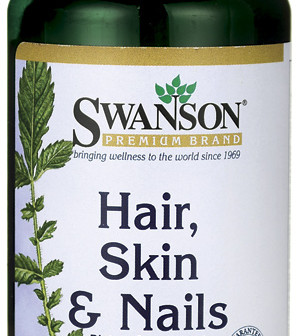 SWANSON®
PREMIUM BRAND
bringing wellness to the world since 1969
Hair,
Skin
& Nails